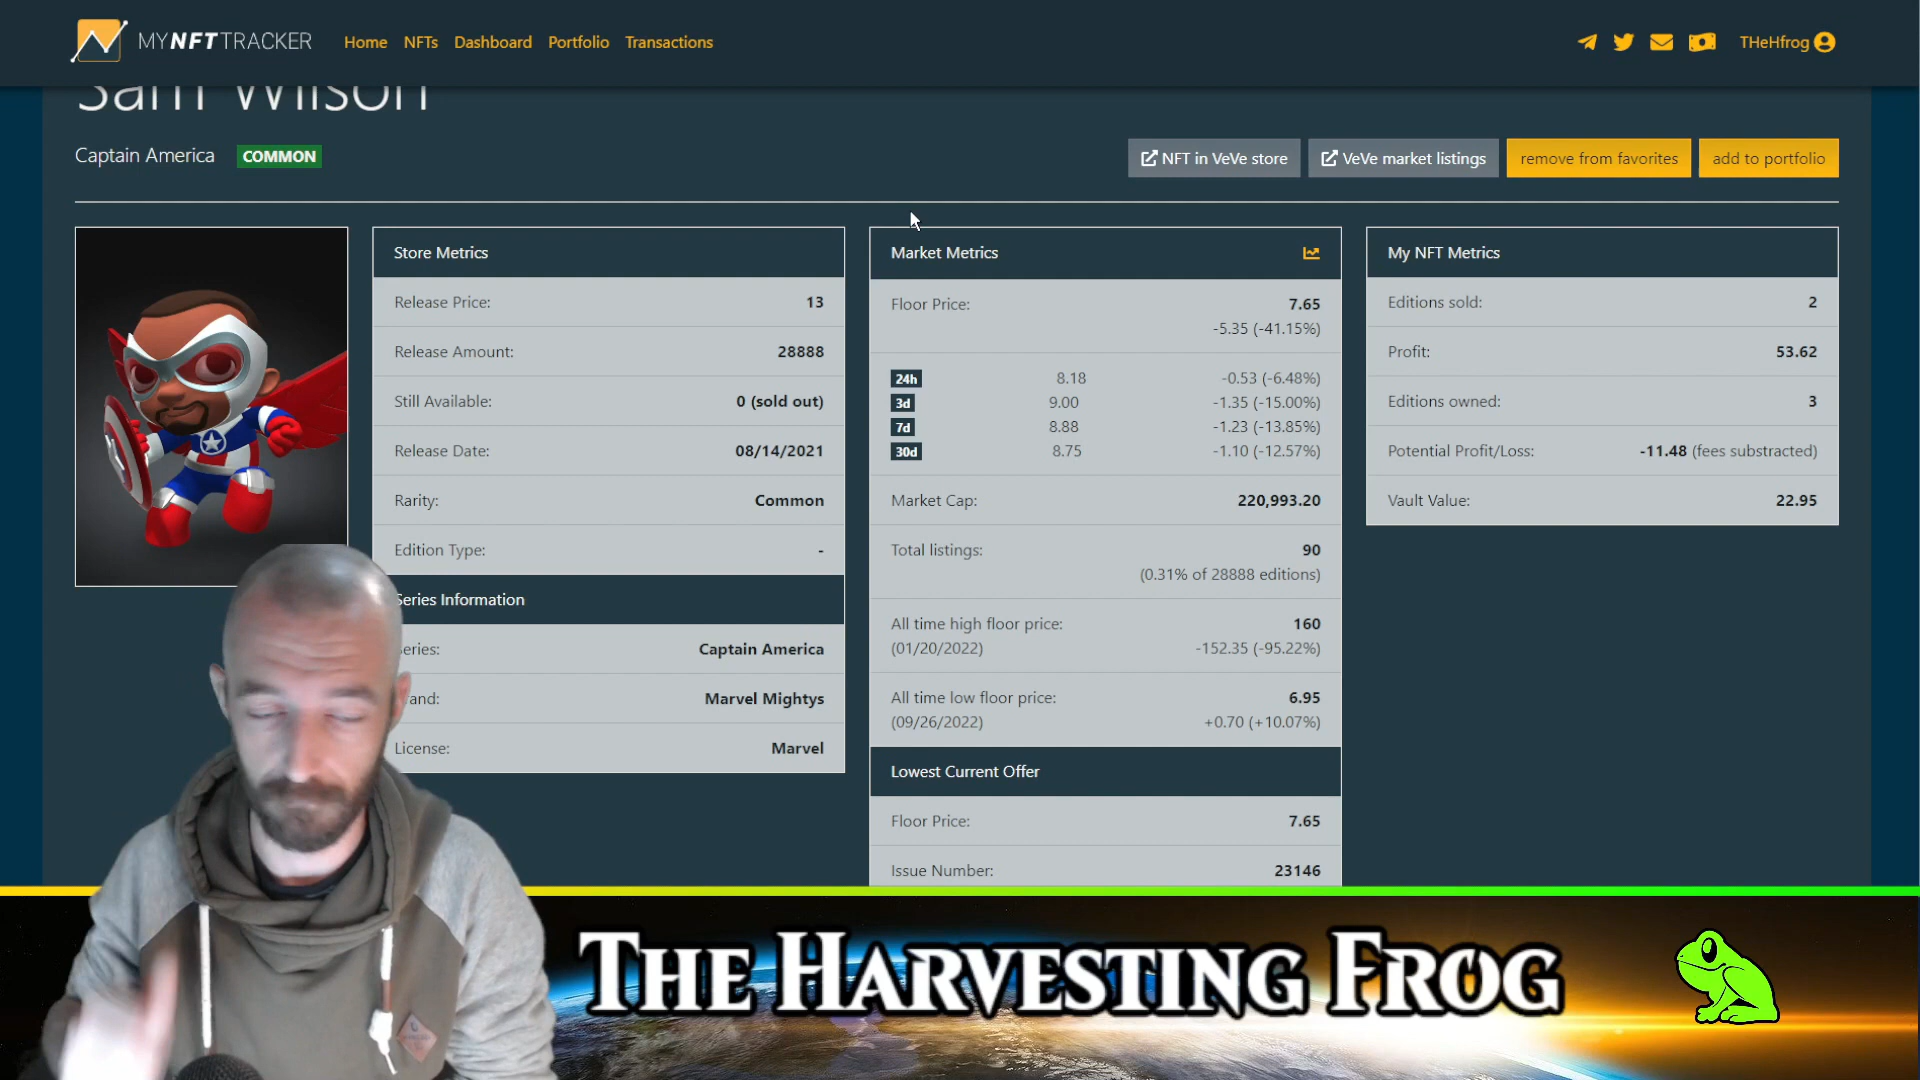 MYNFTTRACKER Home NFTs Dashboard Portfolio Transactions THeHfrog
Sam Wilson
Captain America COMMON
NFT in VeVe store VeVe market listings remove from favorites add to portfolio
Store Metrics
Release Price: 13
Release Amount: 28888
Still Available: 0 (sold out)
Release Date: 08/14/2021
Rarity: Common
Edition Type: -
Series Information
eries: Captain America
and: Marvel Mightys
License: Marvel
Market Metrics
Floor Price: 7.65
-5.35 (-41.15%)
24h 8.18 -0.53 (-6.48%)
3d 9.00 -1.35 (-15.00%)
7d 8.88 -1.23 (-13.85%)
30d 8.75 -1.10 (-12.57%)
Market Cap: 220,993.20
Total listings: 90
(0.31% of 28888 editions)
All time high floor price: 160
(01/20/2022) -152.35 (-95.22%)
All time low floor price: 6.95
(09/26/2022) +0.70 (+10.07%)
Lowest Current Offer
Floor Price: 7.65
Issue Number: 23146
My NFT Metrics
Editions sold: 2
Profit: 53.62
Editions owned: 3
Potential Profit/Loss: -11.48 (fees substracted)
Vault Value: 22.95
THE HARVESTING FROG